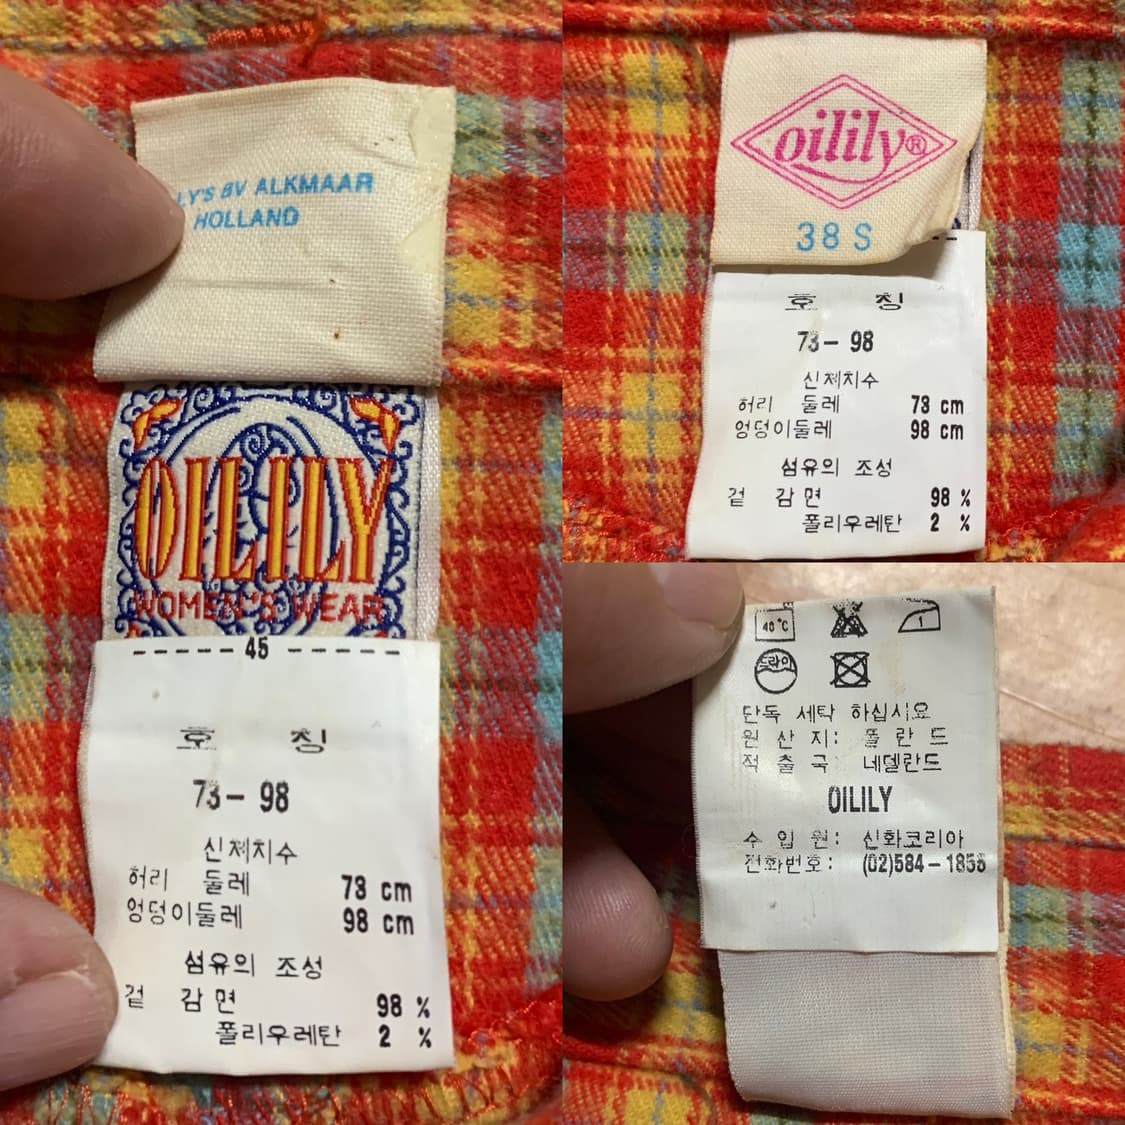 LY'S BV ALKMAAR
HOLLAND
OILILY
WOMEN'S WEAR
-----45-----
호 칭
73-98
신체치수
허리 둘레 73 cm
엉덩이둘레 98 cm
섬유의 조성
겉 감 면 98 %
폴리우레탄 2 %
oilily®
38 S
호 칭
73-98
신체치수
허리 둘레 73 cm
엉덩이둘레 98 cm
섬유의 조성
겉 감 면 98 %
폴리우레탄 2 %
40℃
1
드라이
단독 세탁 하십시요
원 산 지: 폴 란 드
적 출 국: 네델란드
OILILY
수 입 원: 신화코리아
전화번호: (02)584-1856